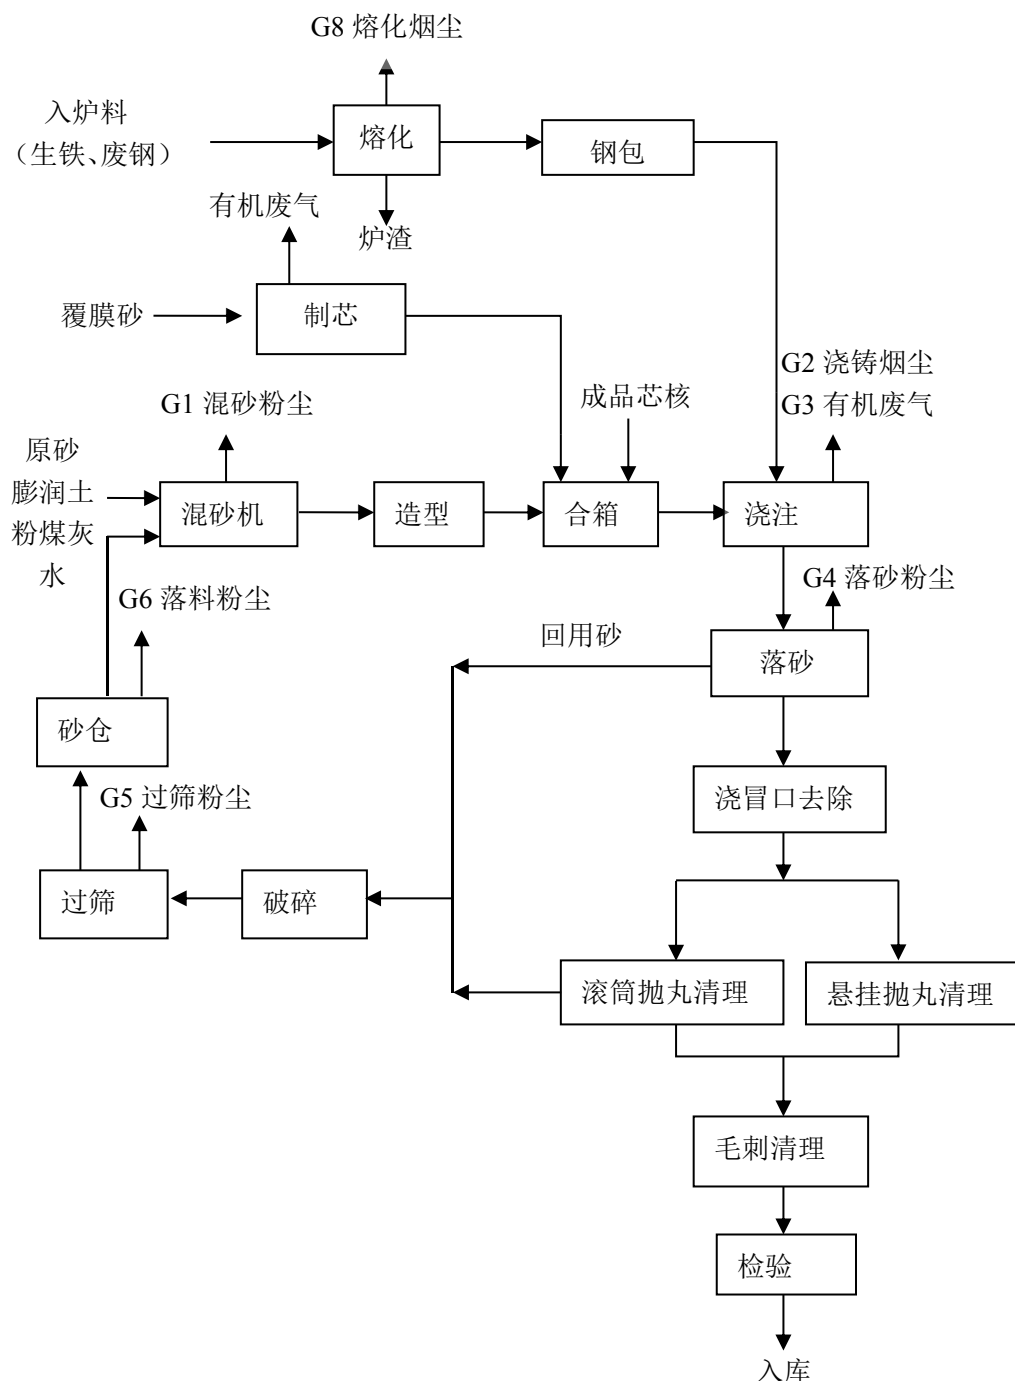 G8 熔化烟尘
入炉料
（生铁、废钢）
熔化
钢包
有机废气
炉渣
覆膜砂
制芯
G2 浇铸烟尘
G3 有机废气
成品芯核
G1 混砂粉尘
原砂
膨润土
粉煤灰
水
混砂机
造型
合箱
浇注
G4 落砂粉尘
G6 落料粉尘
回用砂
落砂
砂仓
G5 过筛粉尘
浇冒口去除
过筛
破碎
滚筒抛丸清理
悬挂抛丸清理
毛刺清理
检验
入库